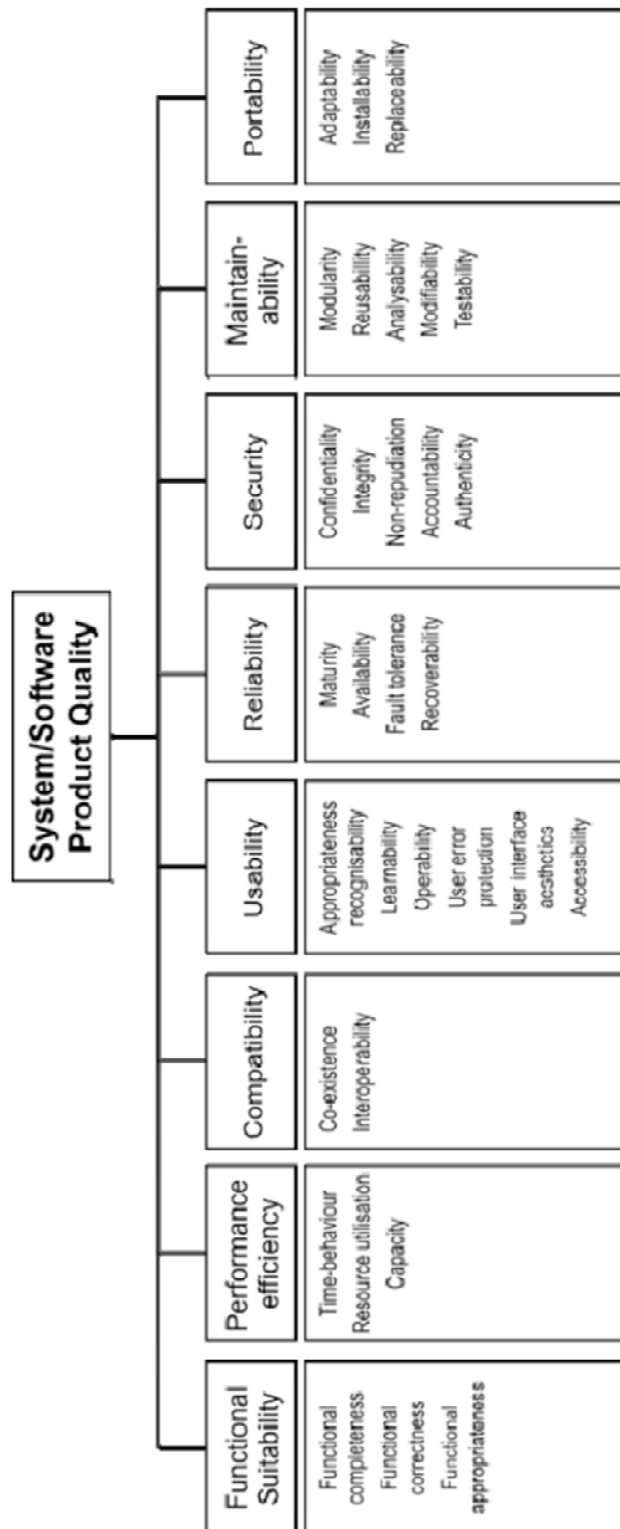 System/Software
Product Quality
Functional
Suitability
Functional
completeness
Functional
correctness
Functional
appropriateness
Performance
efficiency
Time-behaviour
Resource utilisation
Capacity
Compatibility
Co-existence
Interoperability
Usability
Appropriateness
recognisability
Learnability
Operability
User error
protection
User interface
aesthetics
Accessibility
Reliability
Maturity
Availability
Fault tolerance
Recoverability
Security
Confidentiality
Integrity
Non-repudiation
Accountability
Authenticity
Maintain-
ability
Modularity
Reusability
Analysability
Modifiability
Testability
Portability
Adaptability
Installability
Replaceability